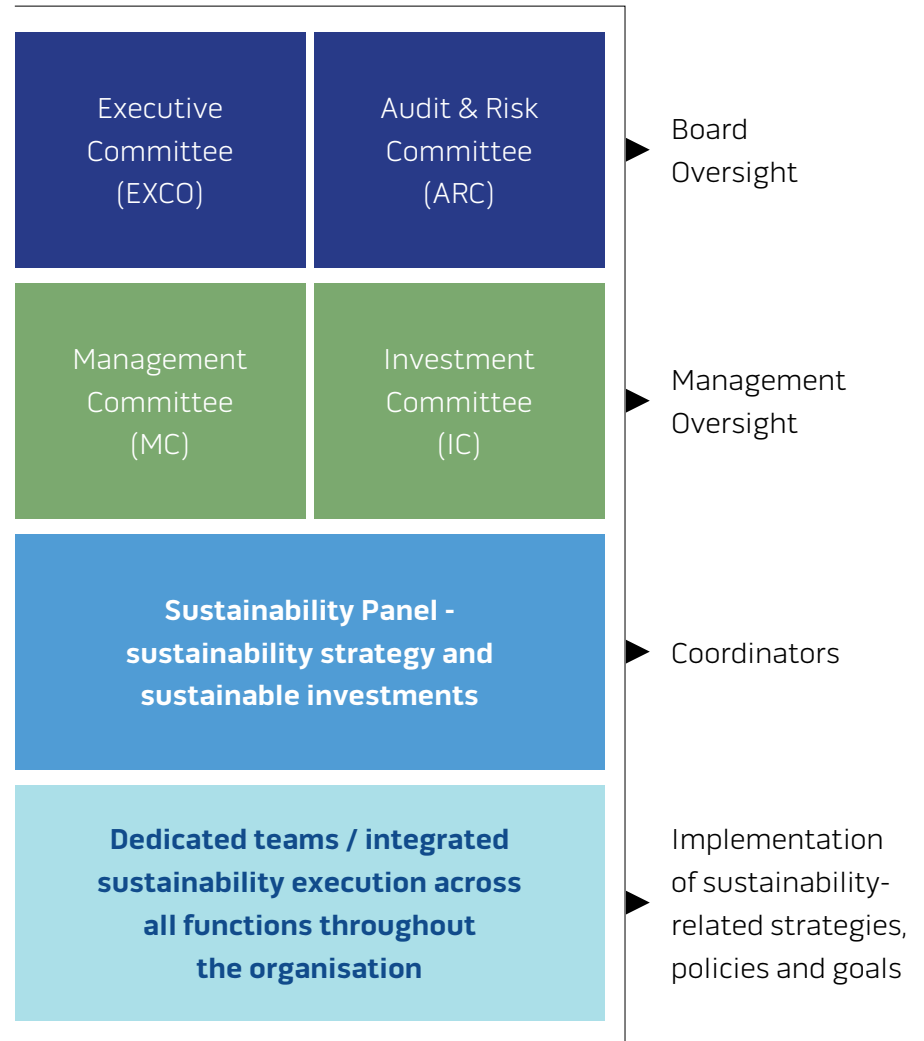 Executive
Committee
(EXCO)
Audit & Risk
Committee
(ARC)
Board
Oversight
Management
Committee
(MC)
Investment
Committee
(IC)
Management
Oversight
Sustainability Panel -
sustainability strategy and
sustainable investments
Coordinators
Dedicated teams / integrated
sustainability execution across
all functions throughout
the organisation
Implementation
of sustainability-
related strategies,
policies and goals